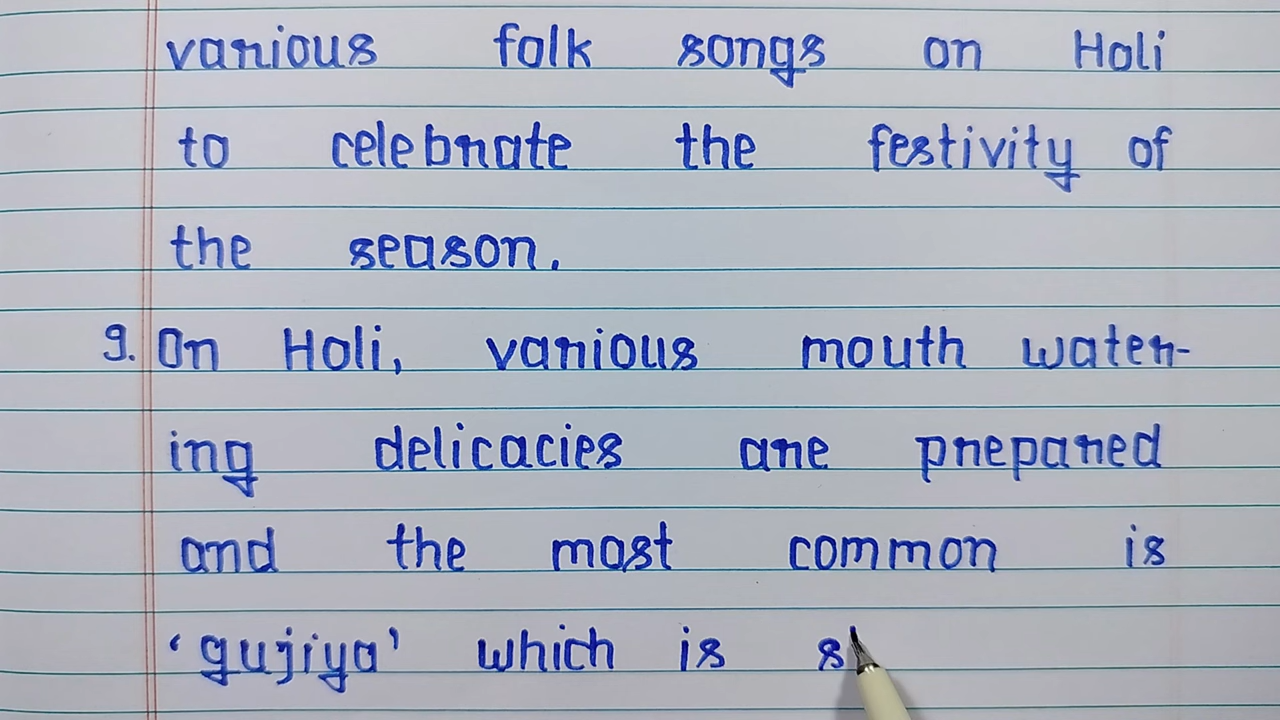 various folk songs on Holi
to celebrate the festivity of
the season.
9. On Holi, various mouth water-
ing delicacies are prepared
and the most common is
‘gujiya’ which is s